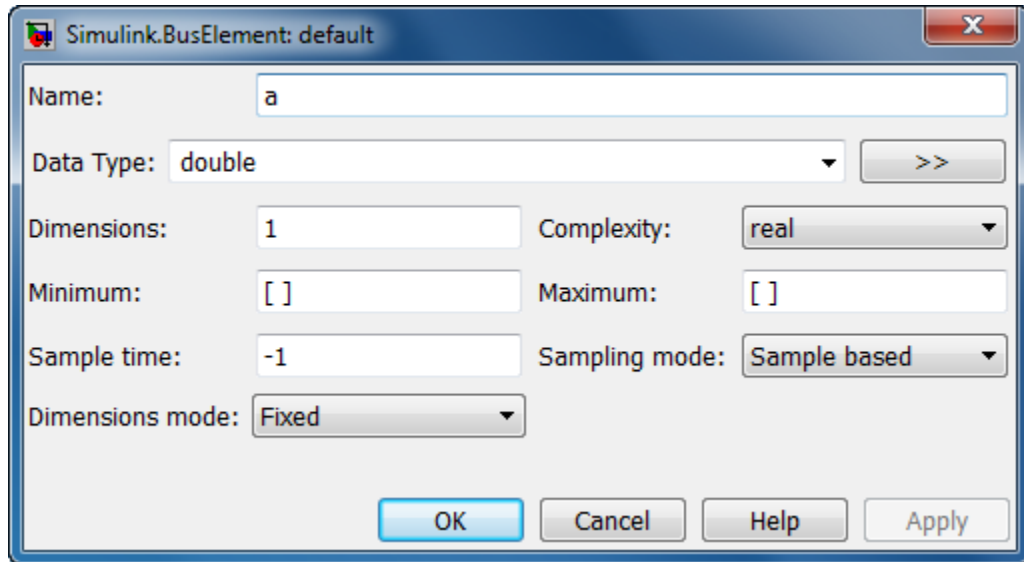 Simulink.BusElement: default
Name: a
Data Type: double >>
Dimensions: 1 Complexity: real
Minimum: [ ] Maximum: [ ]
Sample time: -1 Sampling mode: Sample based
Dimensions mode: Fixed
OK Cancel Help Apply